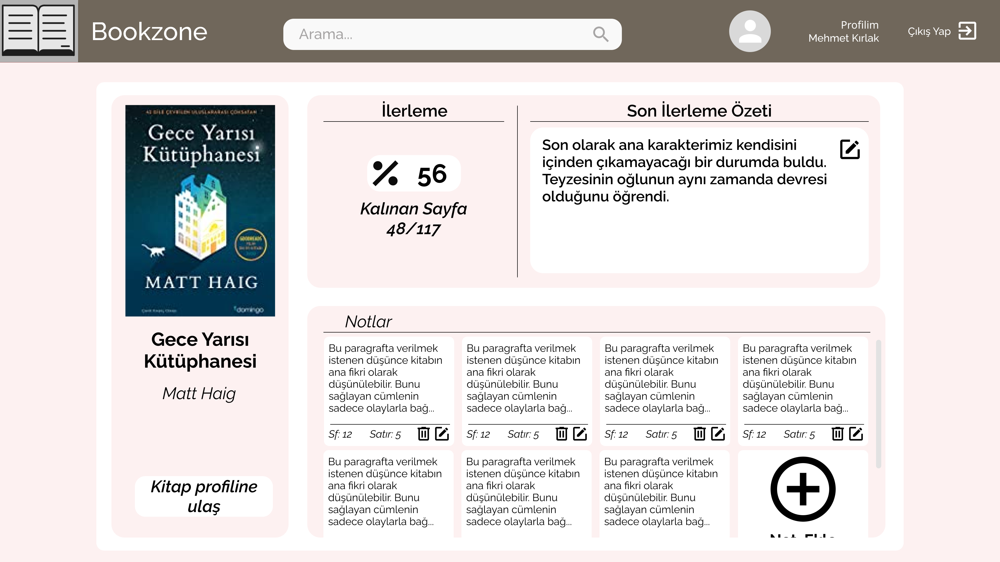 Bookzone
Arama...
Profilim
Mehmet Kırlak
Çıkış Yap
42 DİLE ÇEVRİLEN ULUSLARARASI ÇOKSATAN
Gece Yarısı
Kütüphanesi
MATT HAIG
domingo
Gece Yarısı
Kütüphanesi
Matt Haig
Kitap profiline
ulaş
İlerleme
% 56
Kalınan Sayfa
48/117
Son İlerleme Özeti
Son olarak ana karakterimiz kendisini
içinden çıkamayacağı bir durumda buldu.
Teyzesinin oğlunun aynı zamanda devresi
olduğunu öğrendi.
Notlar
Bu paragrafta verilmek
istenen düşünce kitabın
ana fikri olarak
düşünülebilir. Bunu
sağlayan cümlenin
sadece olaylarla bağ...
Sf: 12 Satır: 5
Bu paragrafta verilmek
istenen düşünce kitabın
ana fikri olarak
düşünülebilir. Bunu
sağlayan cümlenin
sadece olaylarla bağ...
Sf: 12 Satır: 5
Bu paragrafta verilmek
istenen düşünce kitabın
ana fikri olarak
düşünülebilir. Bunu
sağlayan cümlenin
sadece olaylarla bağ...
Sf: 12 Satır: 5
Bu paragrafta verilmek
istenen düşünce kitabın
ana fikri olarak
düşünülebilir. Bunu
sağlayan cümlenin
sadece olaylarla bağ...
Sf: 12 Satır: 5
Bu paragrafta verilmek
istenen düşünce kitabın
ana fikri olarak
düşünülebilir. Bunu
sağlayan cümlenin
sadece olaylarla bağ...
Bu paragrafta verilmek
istenen düşünce kitabın
ana fikri olarak
düşünülebilir. Bunu
sağlayan cümlenin
sadece olaylarla bağ...
Bu paragrafta verilmek
istenen düşünce kitabın
ana fikri olarak
düşünülebilir. Bunu
sağlayan cümlenin
sadece olaylarla bağ...